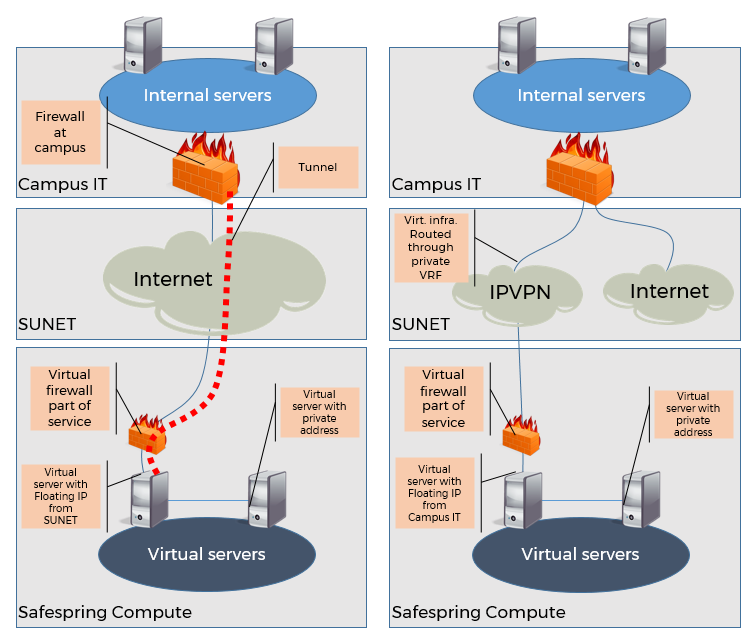 Internal servers
Firewall
at
campus
Tunnel
Campus IT
Internet
SUNET
Virtual
firewall
part of
service
Virtual
server with
private
address
Virtual
server with
Floating IP
from
SUNET
Virtual servers
Safespring Compute
Internal servers
Campus IT
Virt. infra.
Routed
through
private
VRF
IPVPN
Internet
SUNET
Virtual
firewall
part of
service
Virtual
server with
private
address
Virtual
server with
Floating IP
from
Campus IT
Virtual servers
Safespring Compute